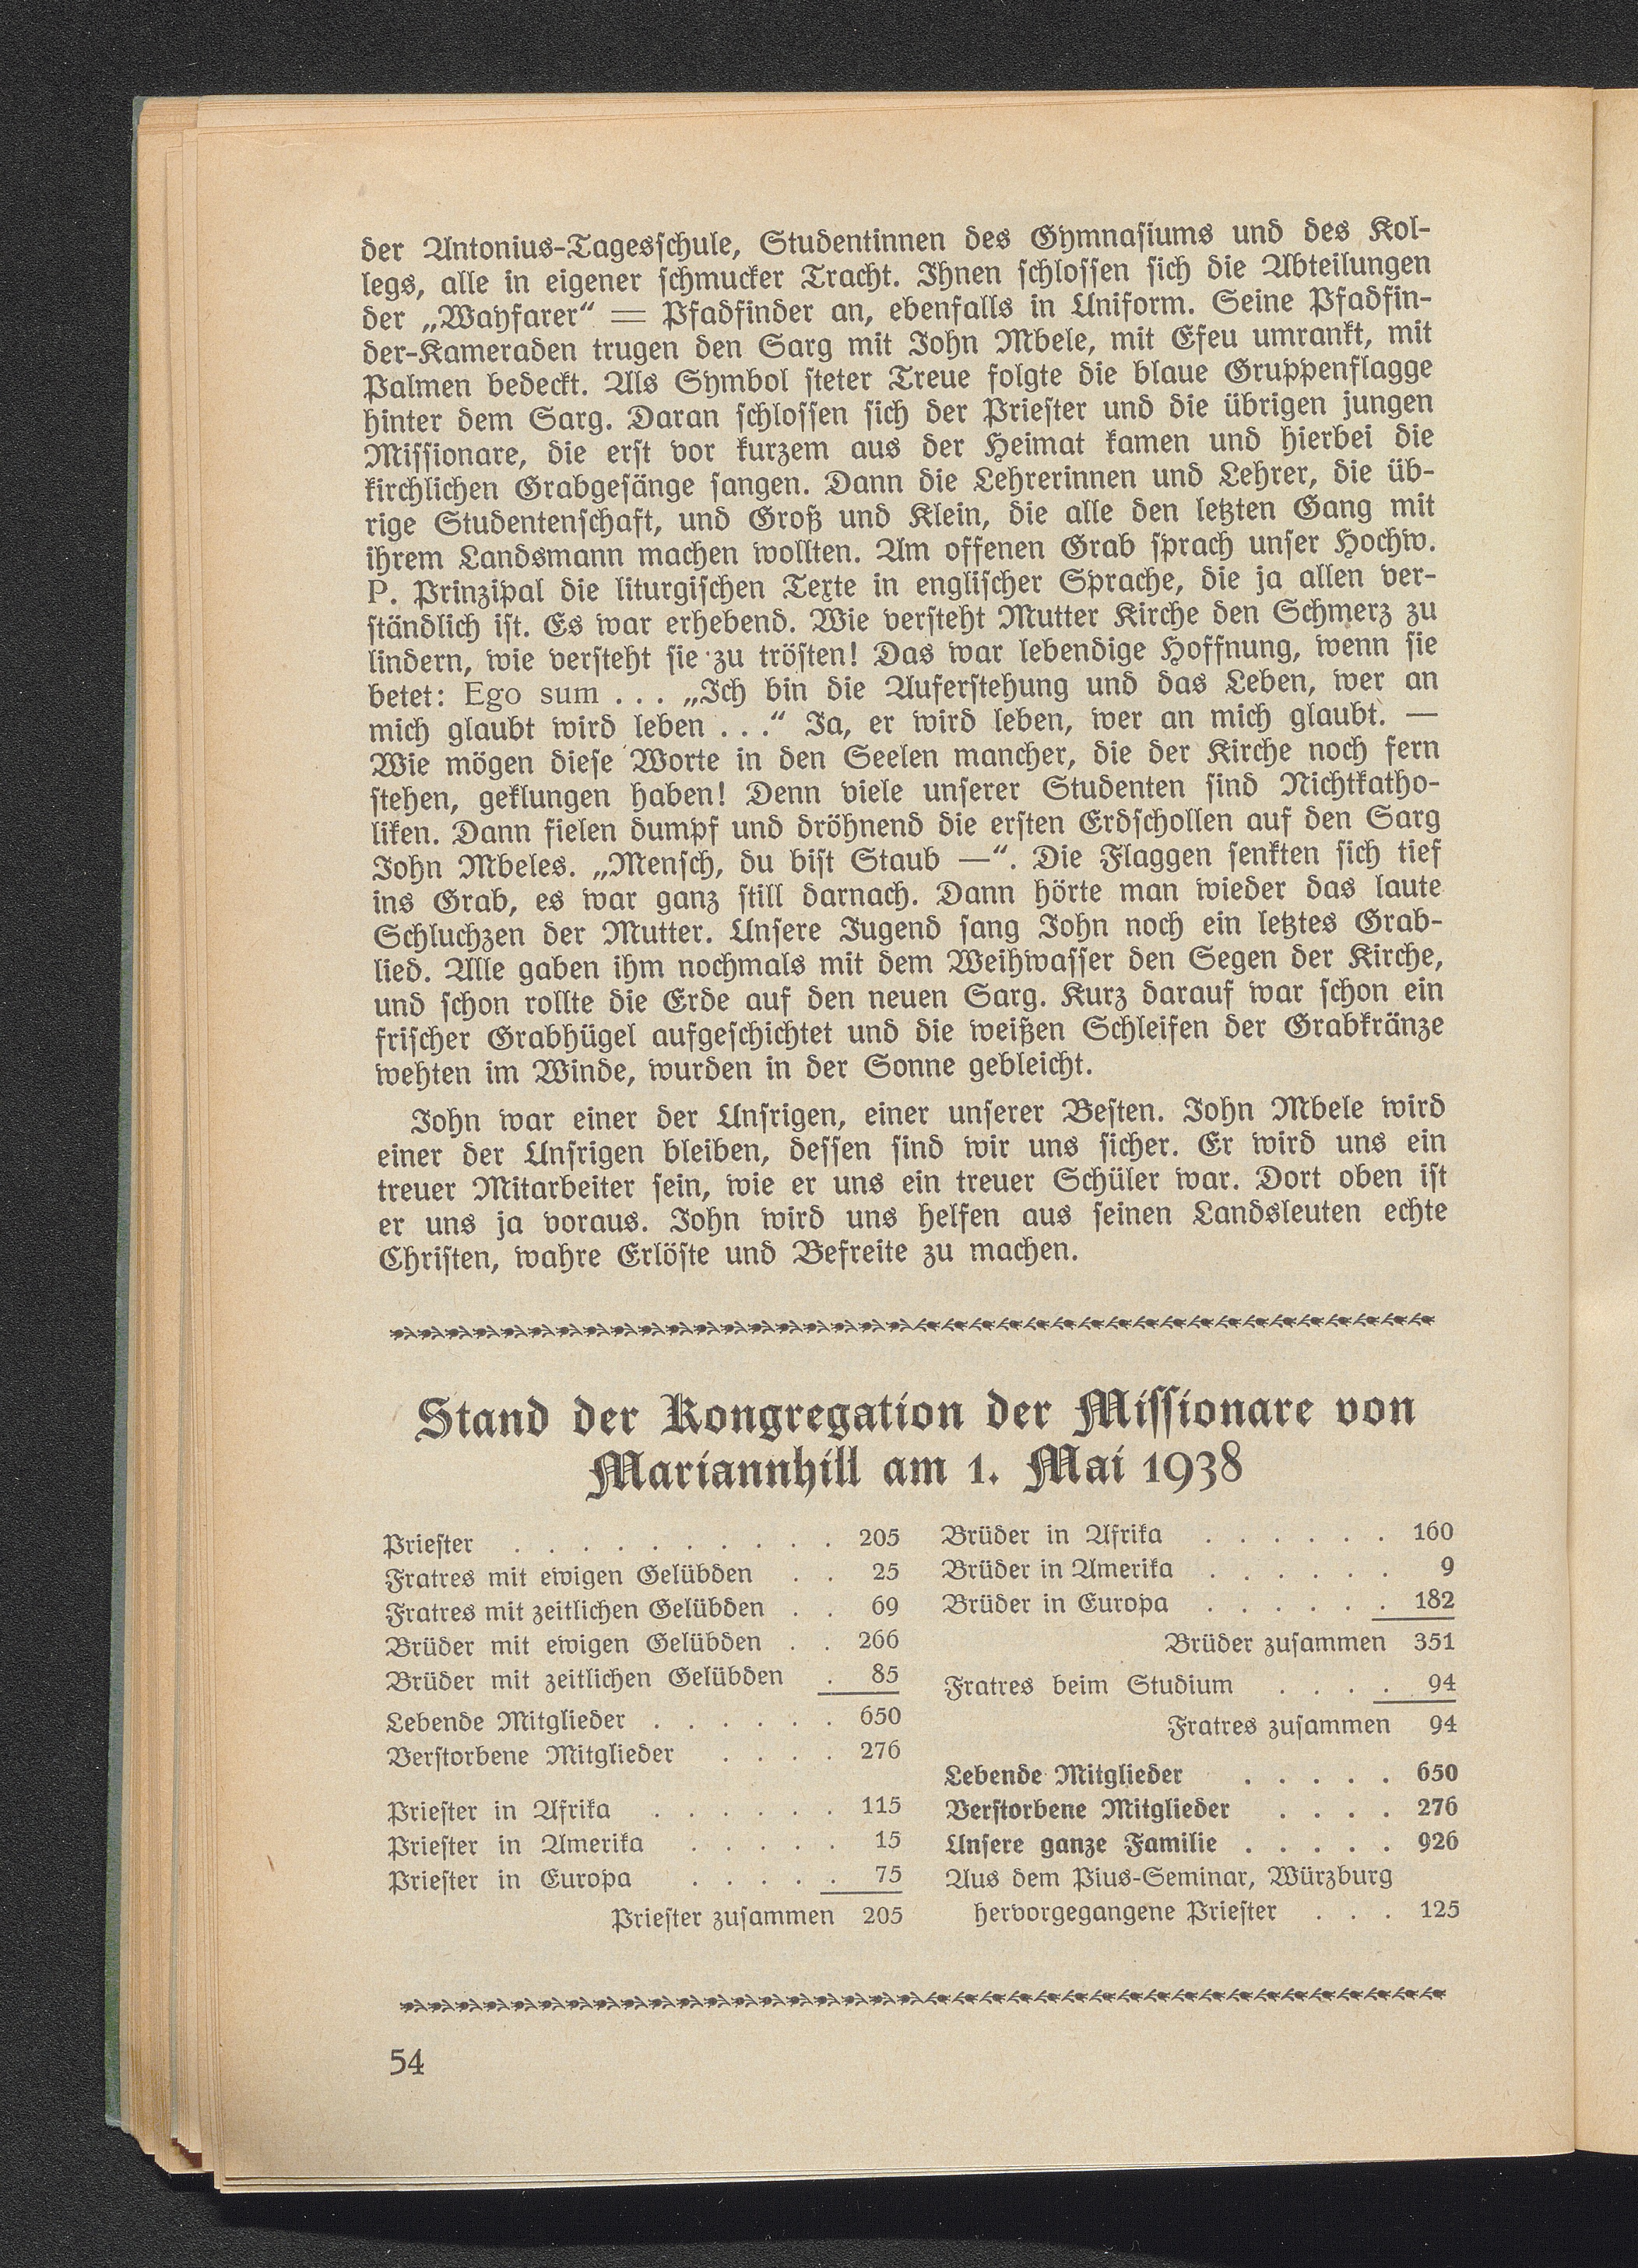 der Antonius-Tagesschule, Studentinnen des Gymnasiums und des Kol-
legs, alle in eigener schmucker Tracht. Ihnen schlossen sich die Abteilungen
der „Wayfarer“ = Pfadfinder an, ebenfalls in Uniform. Seine Pfadfin-
der-Kameraden trugen den Sarg mit John Mbele, mit Efeu umrankt, mit
Palmen bedeckt. Als Symbol steter Treue folgte die blaue Gruppenflagge
hinter dem Sarg. Daran schlossen sich der Priester und die übrigen jungen
Missionare, die erst vor kurzem aus der Heimat kamen und hierbei die
kirchlichen Grabgesänge sangen. Dann die Lehrerinnen und Lehrer, die üb-
rige Studentenschaft, und Groß und Klein, die alle den letzten Gang mit
ihrem Landsmann machen wollten. Am offenen Grab sprach unser Hochw.
P. Prinzipal die liturgischen Texte in englischer Sprache, die ja allen ver-
ständlich ist. Es war erhebend. Wie versteht Mutter Kirche den Schmerz zu
lindern, wie versteht sie zu trösten! Das war lebendige Hoffnung, wenn sie
betet: Ego sum . . . „Ich bin die Auferstehung und das Leben, wer an
mich glaubt wird leben . . .“ Ja, er wird leben, wer an mich glaubt. —
Wie mögen diese Worte in den Seelen mancher, die der Kirche noch fern
stehen, geklungen haben! Denn viele unserer Studenten sind Nichtkatho-
liken. Dann fielen dumpf und dröhnend die ersten Erdschollen auf den Sarg
John Mbeles. „Mensch, du bist Staub —“. Die Flaggen senkten sich tief
ins Grab, es war ganz still darnach. Dann hörte man wieder das laute
Schluchzen der Mutter. Unsere Jugend sang John noch ein letztes Grab-
lied. Alle gaben ihm nochmals mit dem Weihwasser den Segen der Kirche,
und schon rollte die Erde auf den neuen Sarg. Kurz darauf war schon ein
frischer Grabhügel aufgeschichtet und die weißen Schleifen der Grabkränze
wehten im Winde, wurden in der Sonne gebleicht.
John war einer der Unsrigen, einer unserer Besten. John Mbele wird
einer der Unsrigen bleiben, dessen sind wir uns sicher. Er wird uns ein
treuer Mitarbeiter sein, wie er uns ein treuer Schüler war. Dort oben ist
er uns ja voraus. John wird uns helfen aus seinen Landsleuten echte
Christen, wahre Erlöste und Befreite zu machen.
Stand der Kongregation der Missionare von
Mariannhill am 1. Mai 1938
Priester . . . . . . . . . . 205
Fratres mit ewigen Gelübden . . 25
Fratres mit zeitlichen Gelübden . . 69
Brüder mit ewigen Gelübden . . 266
Brüder mit zeitlichen Gelübden . 85
Lebende Mitglieder . . . . . . 650
Verstorbene Mitglieder . . . . 276
Priester in Afrika . . . . . . 115
Priester in Amerika . . . . . 15
Priester in Europa . . . . . 75
Priester zusammen 205
Brüder in Afrika . . . . . . 160
Brüder in Amerika . . . . . . 9
Brüder in Europa . . . . . . 182
Brüder zusammen 351
Fratres beim Studium . . . . 94
Fratres zusammen 94
Lebende Mitglieder . . . . . 650
Verstorbene Mitglieder . . . . 276
Unsere ganze Familie . . . . . 926
Aus dem Pius-Seminar, Würzburg
hervorgegangene Priester . . . 125
54